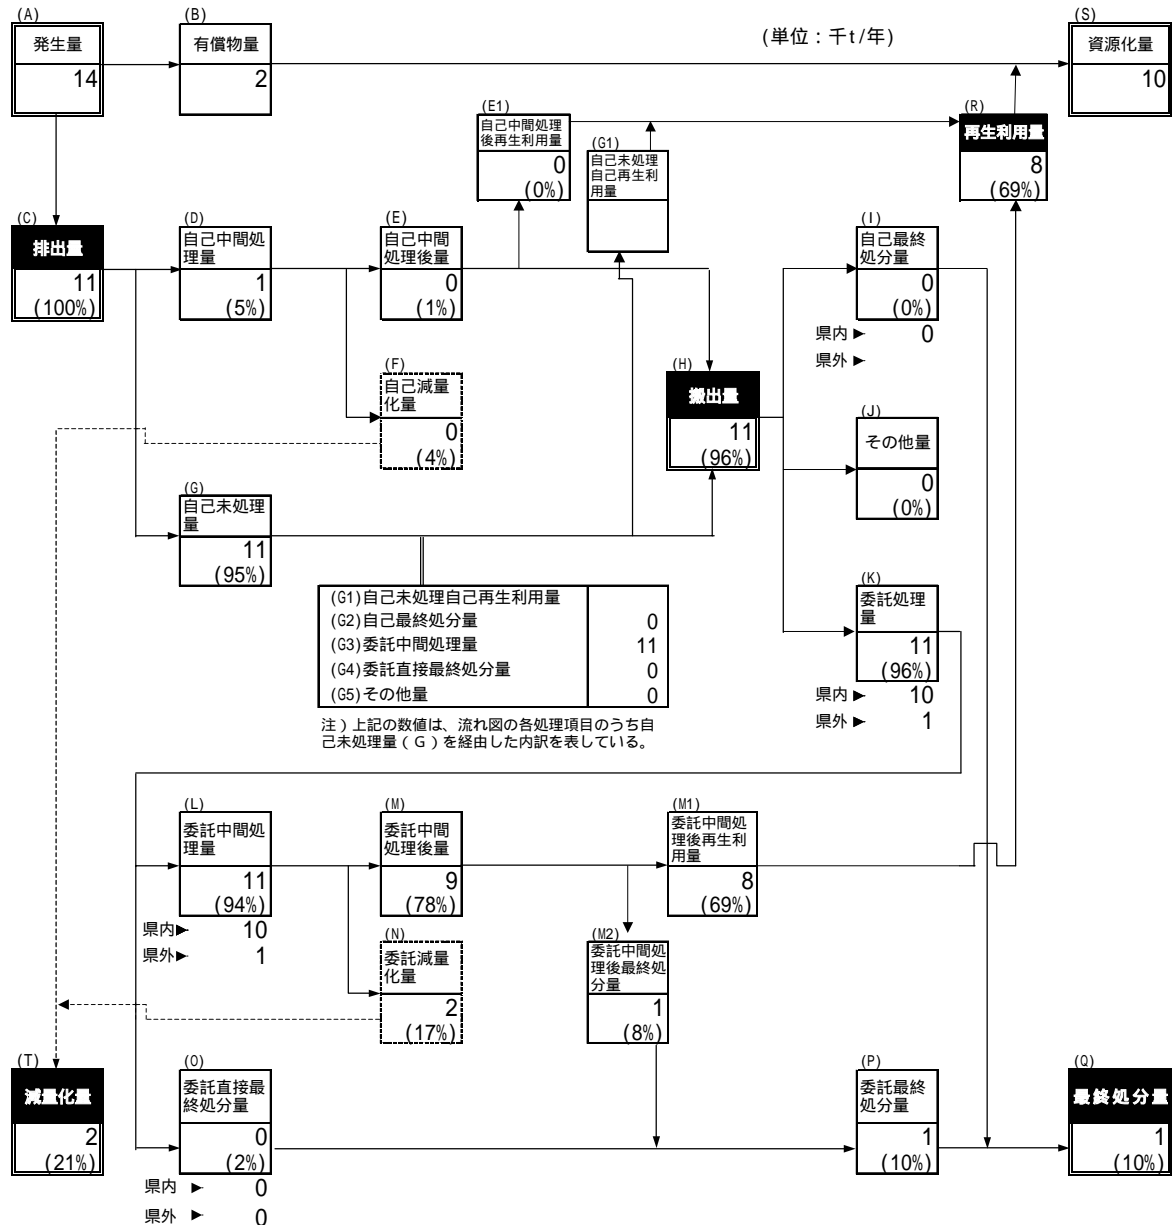 (A)
発生量
14
(B)
有償物量
2
(単位：千t/年)
(S)
資源化量
10
(E1)
自己中間処理
後再生利用量
0
(0%)
(G1)
自己未処理
自己再生利
用量
(R)
再生利用量
8
(69%)
(C)
排出量
11
(100%)
(D)
自己中間処
理量
1
(5%)
(E)
自己中間
処理後量
0
(1%)
(I)
自己最終
処分量
0
(0%)
県内 ► 0
県外 ►
(F)
自己減量
化量
0
(4%)
(H)
搬出量
11
(96%)
(J)
その他量
0
(0%)
(G)
自己未処理
量
11
(95%)
(G1)自己未処理自己再生利用量
(G2)自己最終処分量 0
(G3)委託中間処理量 11
(G4)委託直接最終処分量 0
(G5)その他量 0
注）上記の数値は、流れ図の各処理項目のうち自
己未処理量（G）を経由した内訳を表している。
(K)
委託処理
量
11
(96%)
県内 ► 10
県外 ► 1
(L)
委託中間処
理量
11
(94%)
県内► 10
県外► 1
(M)
委託中間
処理後量
9
(78%)
(M1)
委託中間処
理後再生利
用量
8
(69%)
(N)
委託減量
化量
2
(17%)
(M2)
委託中間処
理後最終処
分量
1
(8%)
(T)
減量化量
2
(21%)
(O)
委託直接最
終処分量
0
(2%)
県内 ► 0
県外 ► 0
(P)
委託最終
処分量
1
(10%)
(Q)
最終処分量
1
(10%)